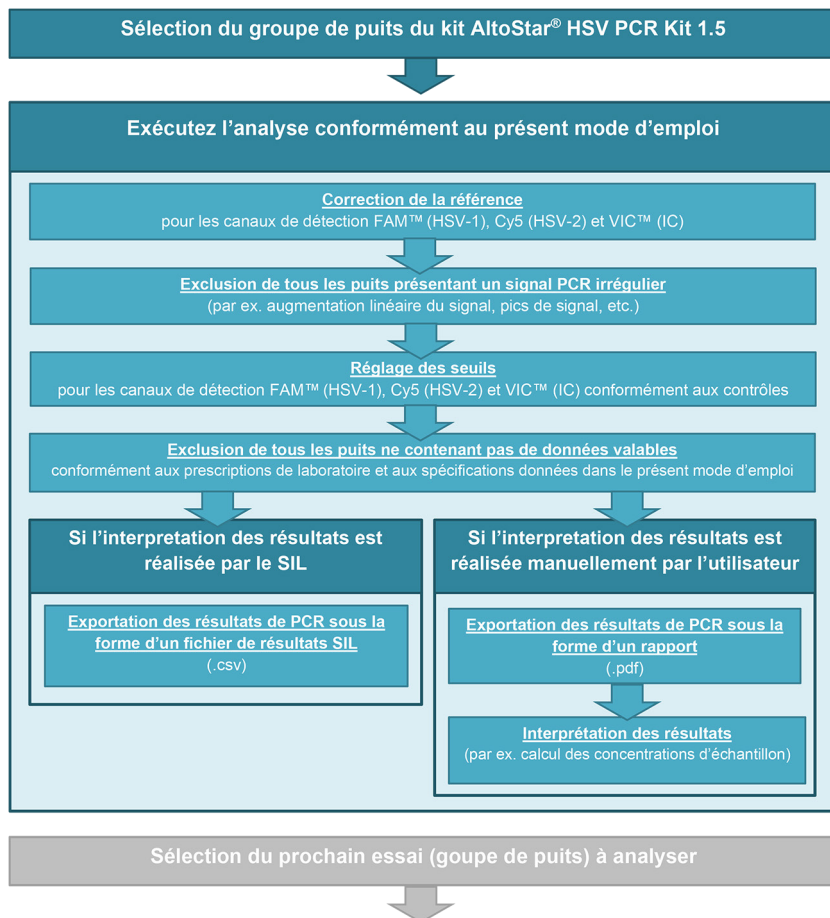 Sélection du groupe de puits du kit AltoStar® HSV PCR Kit 1.5
Exécutez l'analyse conformément au présent mode d'emploi
Correction de la référence
pour les canaux de détection FAM™ (HSV-1), Cy5 (HSV-2) et VIC™ (IC)
Exclusion de tous les puits présentant un signal PCR irrégulier
(par ex. augmentation linéaire du signal, pics de signal, etc.)
Réglage des seuils
pour les canaux de détection FAM™ (HSV-1), Cy5 (HSV-2) et VIC™ (IC) conformément aux contrôles
Exclusion de tous les puits ne contenant pas de données valables
conformément aux prescriptions de laboratoire et aux spécifications données dans le présent mode d'emploi
Si l'interpretation des résultats est
réalisée par le SIL
Exportation des résultats de PCR sous la
forme d'un fichier de résultats SIL
(.csv)
Si l'interpretation des résultats est
réalisée manuellement par l'utilisateur
Exportation des résultats de PCR sous la
forme d'un rapport
(.pdf)
Interprétation des résultats
(par ex. calcul des concentrations d'échantillon)
Sélection du prochain essai (goupe de puits) à analyser